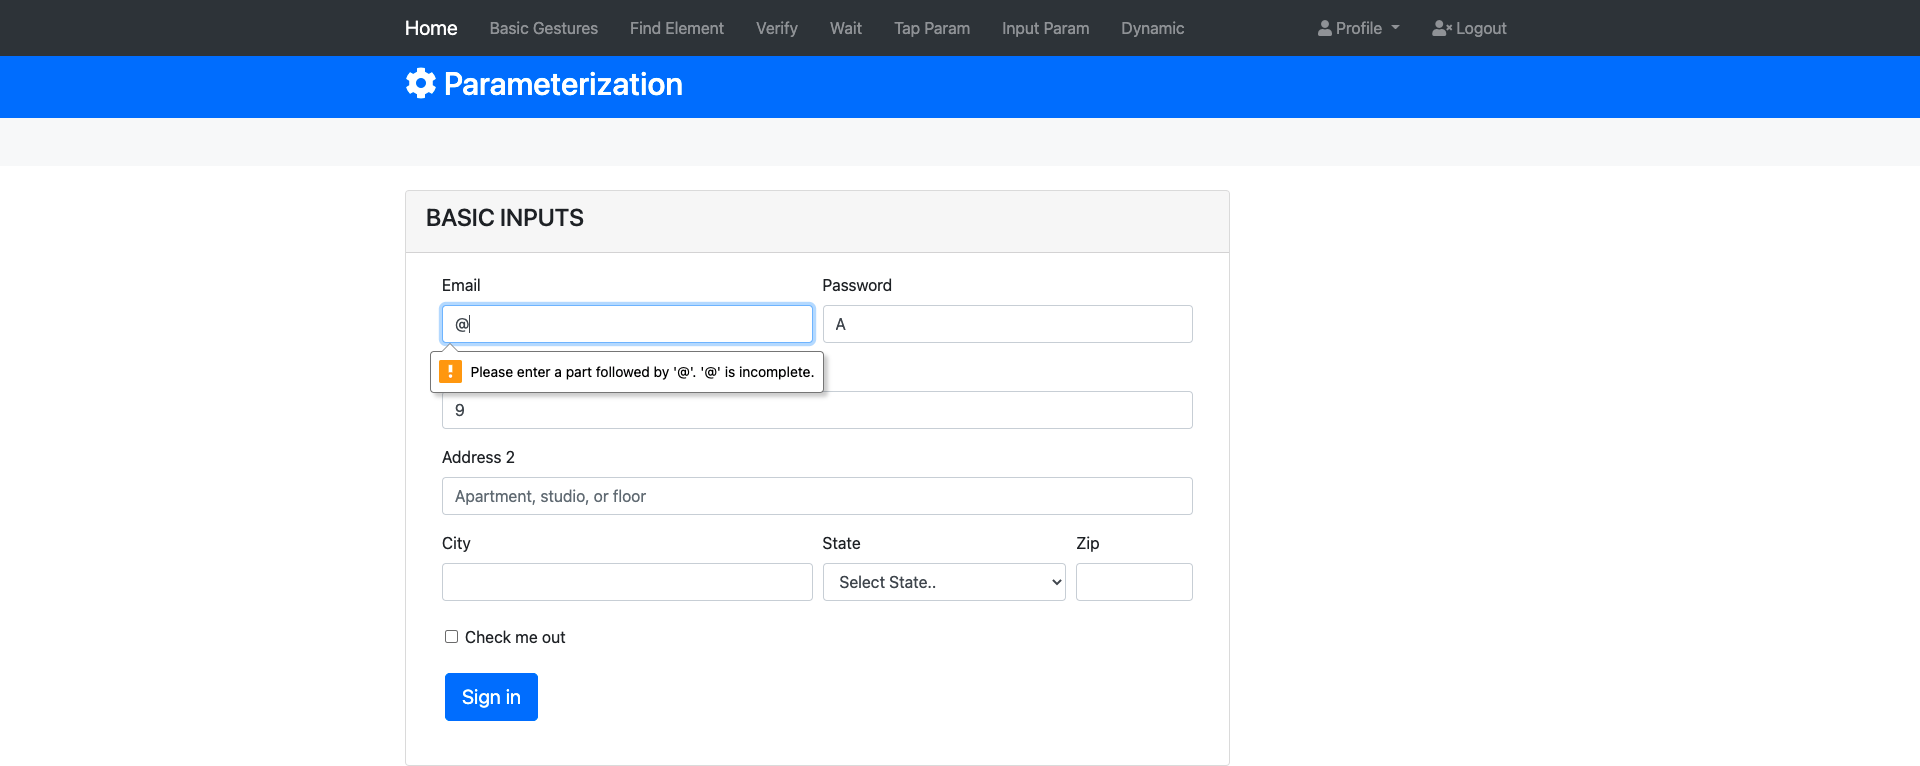 Home Basic Gestures Find Element Verify Wait Tap Param Input Param Dynamic Profile Logout
Parameterization
BASIC INPUTS
Email Password
@ A
Please enter a part followed by '@'. '@' is incomplete.
9
Address 2
Apartment, studio, or floor
City State Zip
Select State..
Check me out
Sign in